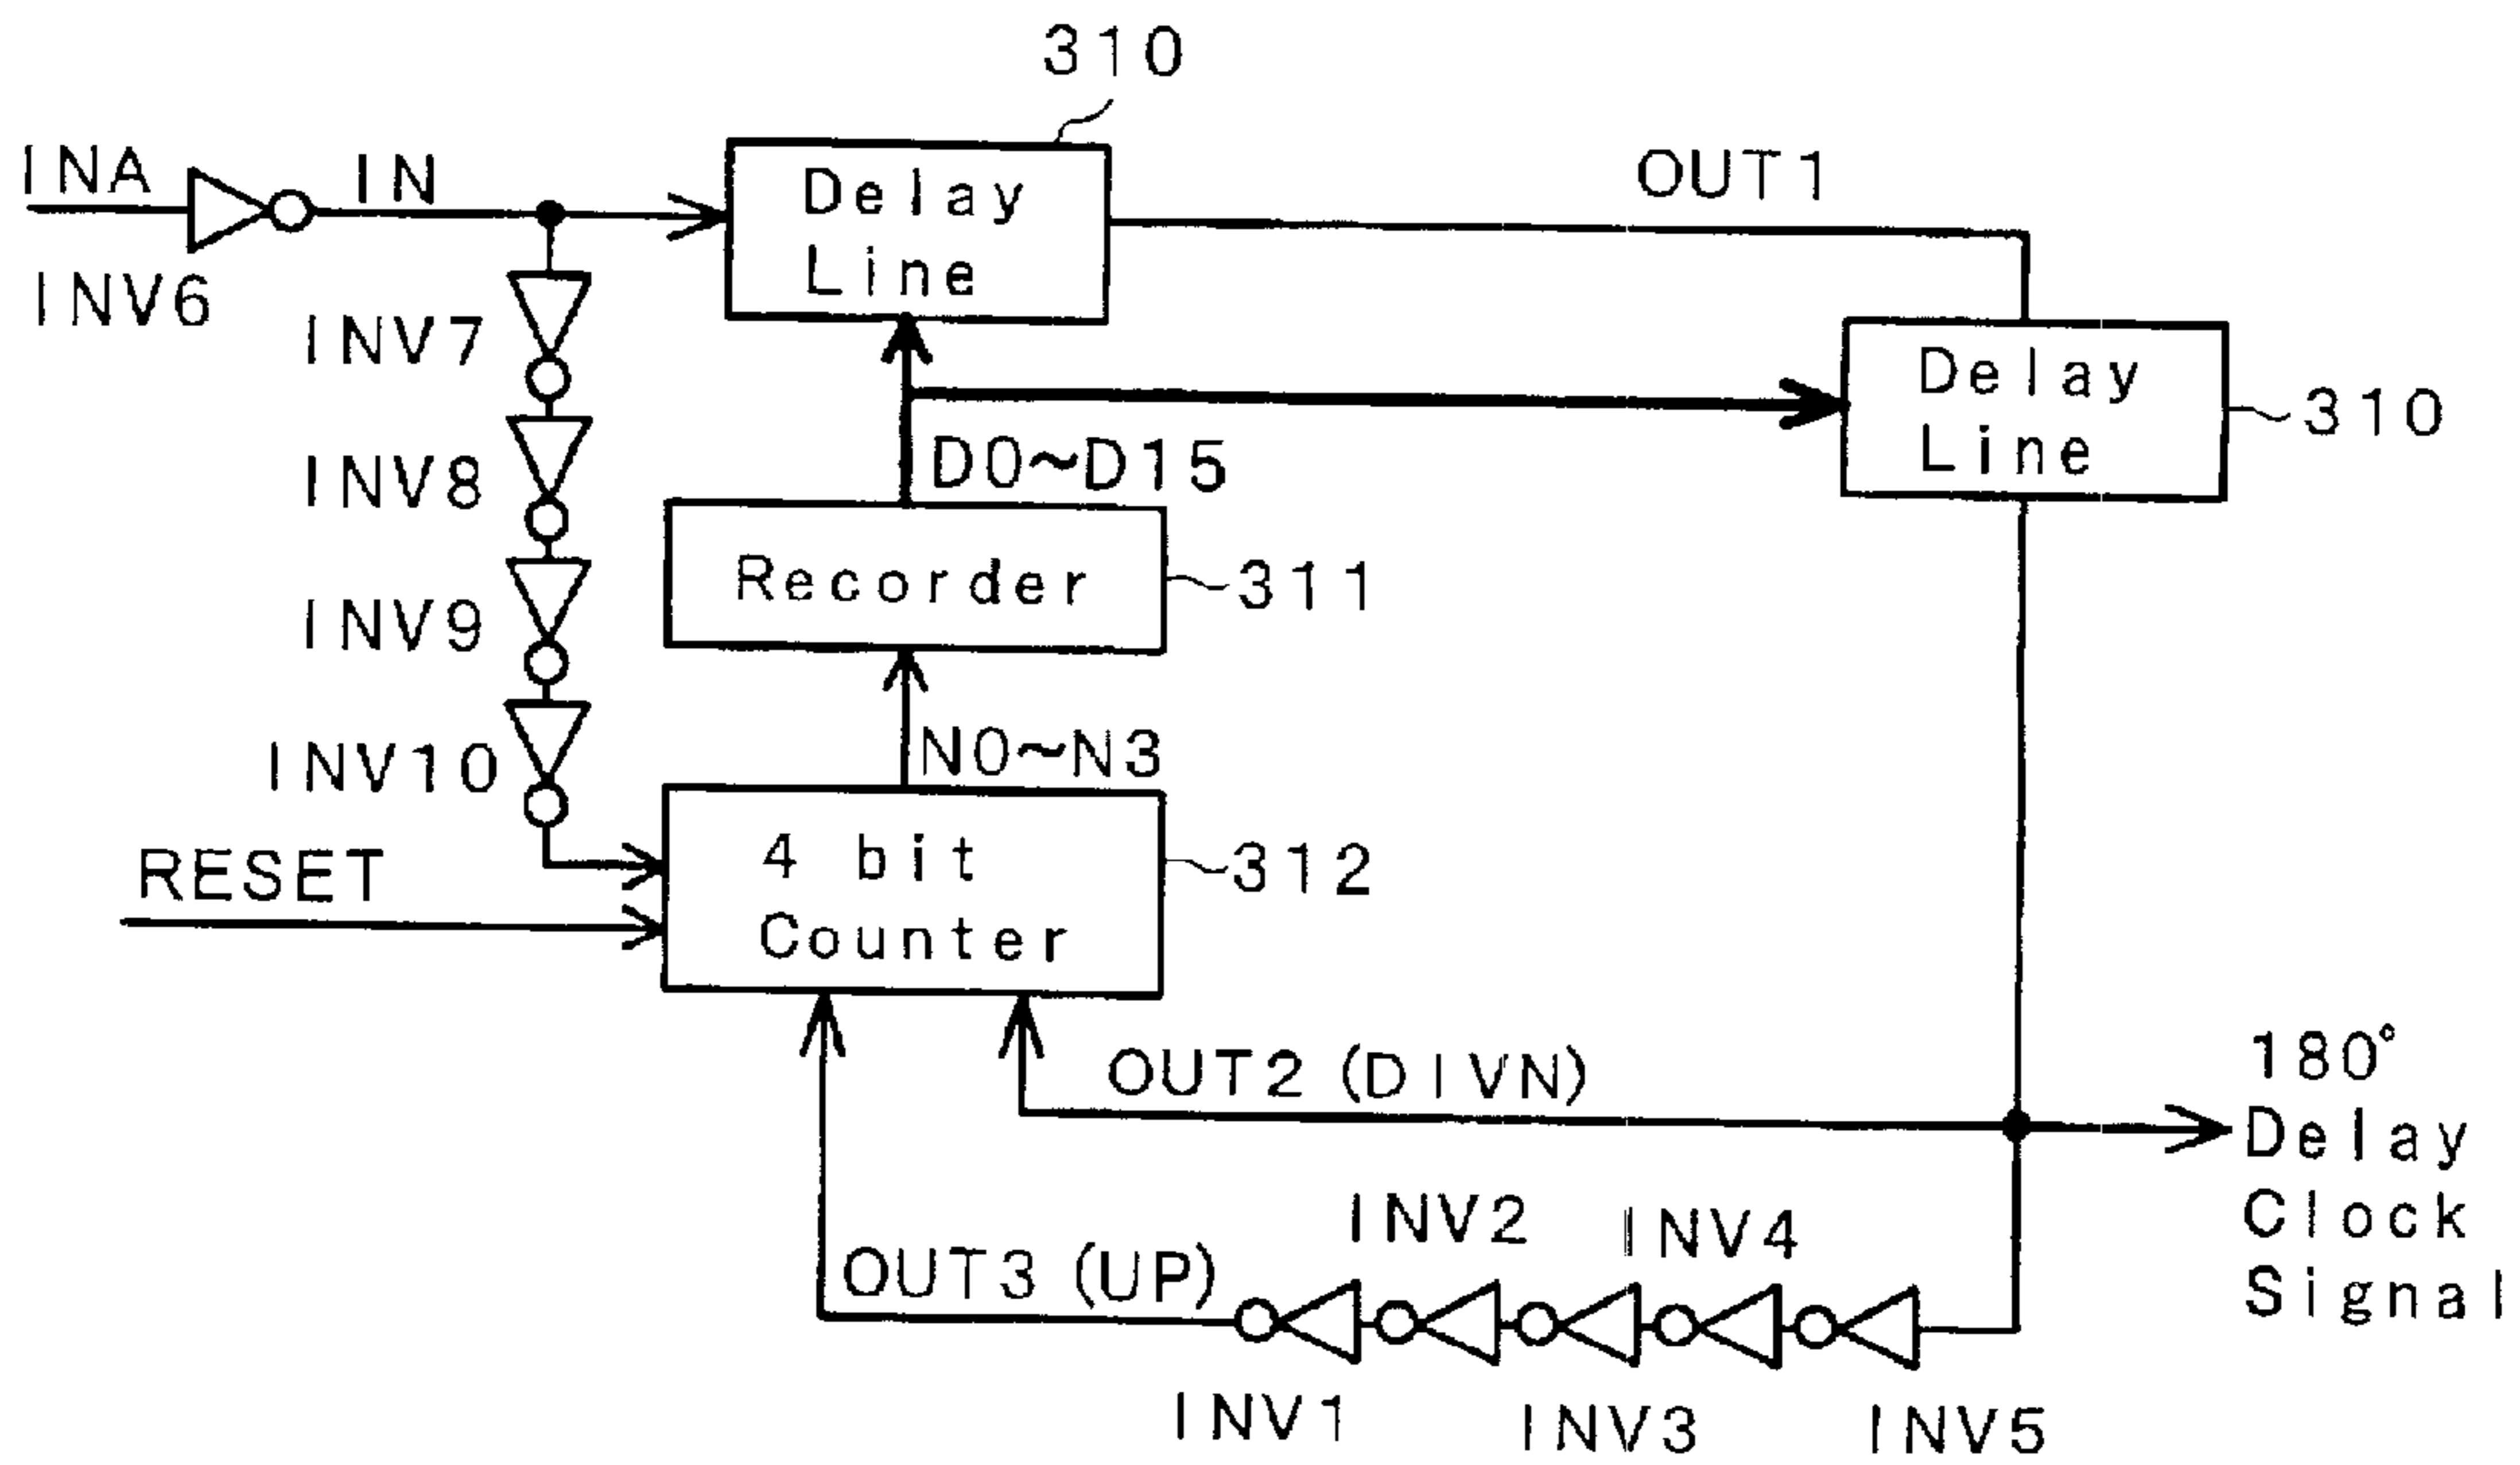 310
INA
IN
Delay
Line
OUT1
INV6
INV7
Delay
Line
310
D0~D15
INV8
Recorder
311
INV9
N0~N3
INV10
4 bit
Counter
312
RESET
OUT2 (DIVN)
180°
Delay
Clock
Signal
INV2
INV4
OUT3 (UP)
INV1
INV3
INV5